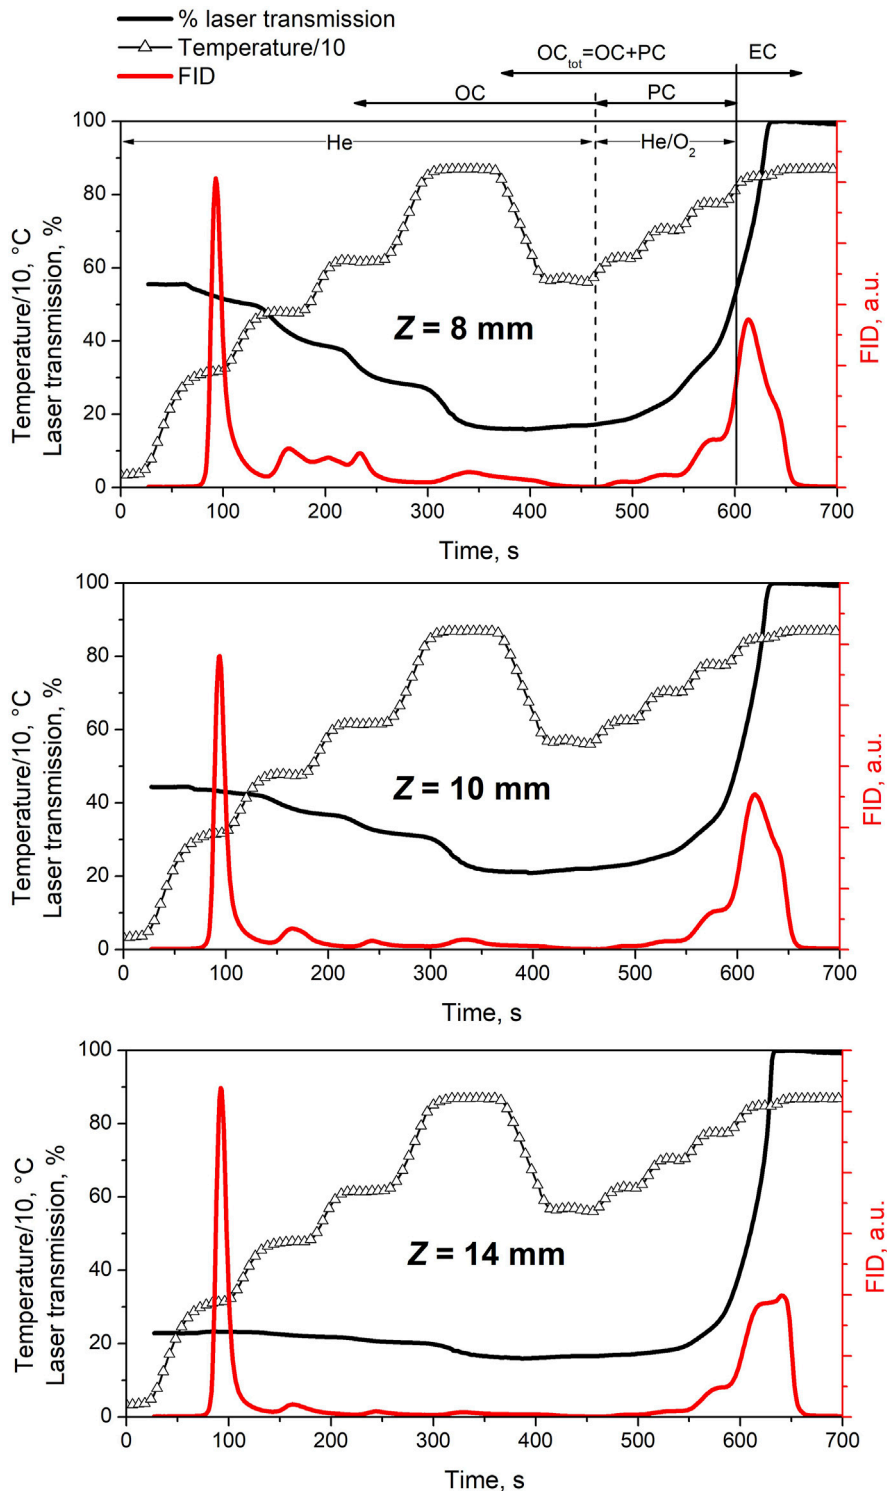 % laser transmission
Temperature/10
FID
OCtot=OC+PC
EC
OC
PC
He
He/O2
100
80
60
40
20
0
Temperature/10, °C
Laser transmission, %
Z = 8 mm
FID, a.u.
0 100 200 300 400 500 600 700
Time, s
100
80
60
40
20
0
Temperature/10, °C
Laser transmission, %
Z = 10 mm
FID, a.u.
0 100 200 300 400 500 600 700
Time, s
100
80
60
40
20
0
Temperature/10, °C
Laser transmission, %
Z = 14 mm
FID, a.u.
0 100 200 300 400 500 600 700
Time, s